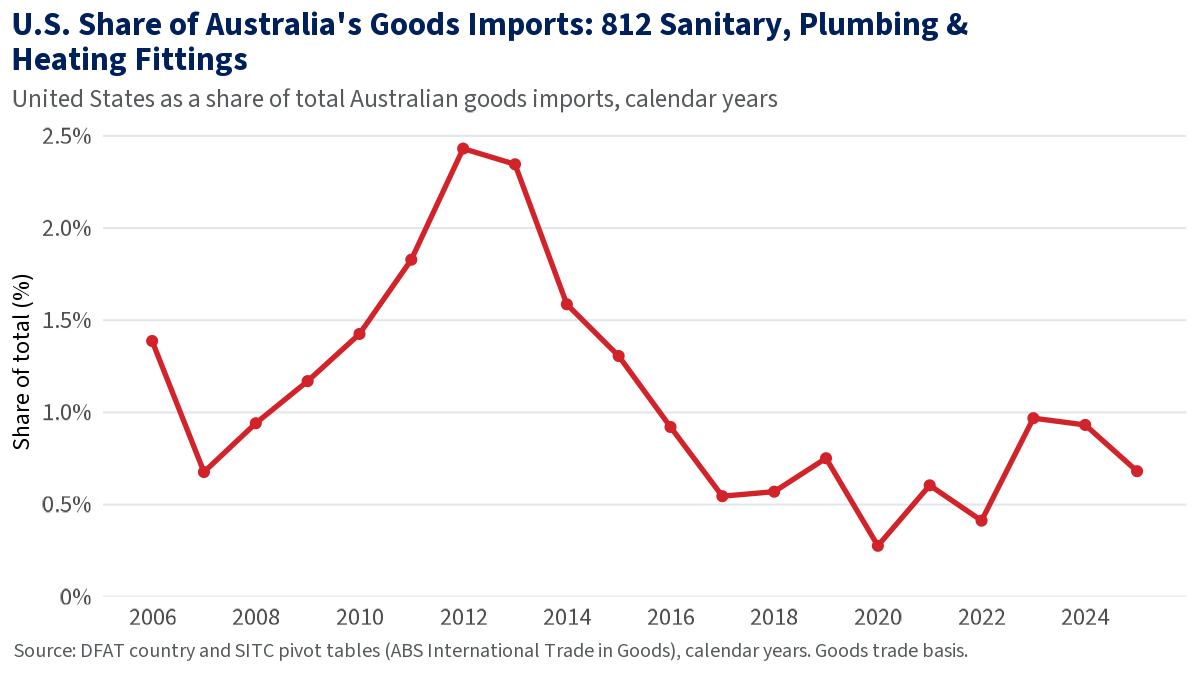 U.S. Share of Australia's Goods Imports: 812 Sanitary, Plumbing &
Heating Fittings
United States as a share of total Australian goods imports, calendar years
Share of total (%)
2.5%
2.0%
1.5%
1.0%
0.5%
0%
2006 2008 2010 2012 2014 2016 2018 2020 2022 2024
Source: DFAT country and SITC pivot tables (ABS International Trade in Goods), calendar years. Goods trade basis.